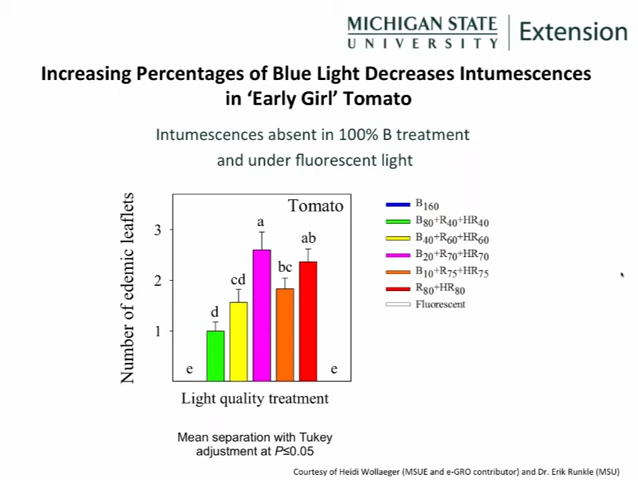 MICHIGAN STATE
UNIVERSITY
Extension
Increasing Percentages of Blue Light Decreases Intumescences
in ‘Early Girl’ Tomato
Intumescences absent in 100% B treatment
and under fluorescent light
Number of edemic leaflets
3
2
1
Tomato
e
d
cd
a
bc
ab
e
Light quality treatment
B160
B80+R40+HR40
B40+R60+HR60
B20+R70+HR70
B10+R75+HR75
R80+HR80
Fluorescent
Mean separation with Tukey
adjustment at P≤0.05
Courtesy of Heidi Wollaeger (MSUE and e-GRO contributor) and Dr. Erik Runkle (MSU)